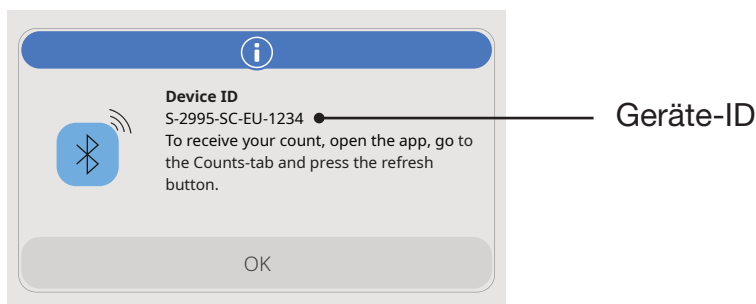 Device ID
S-2995-SC-EU-1234
Geräte-ID
To receive your count, open the app, go to
the Counts-tab and press the refresh
button.
OK